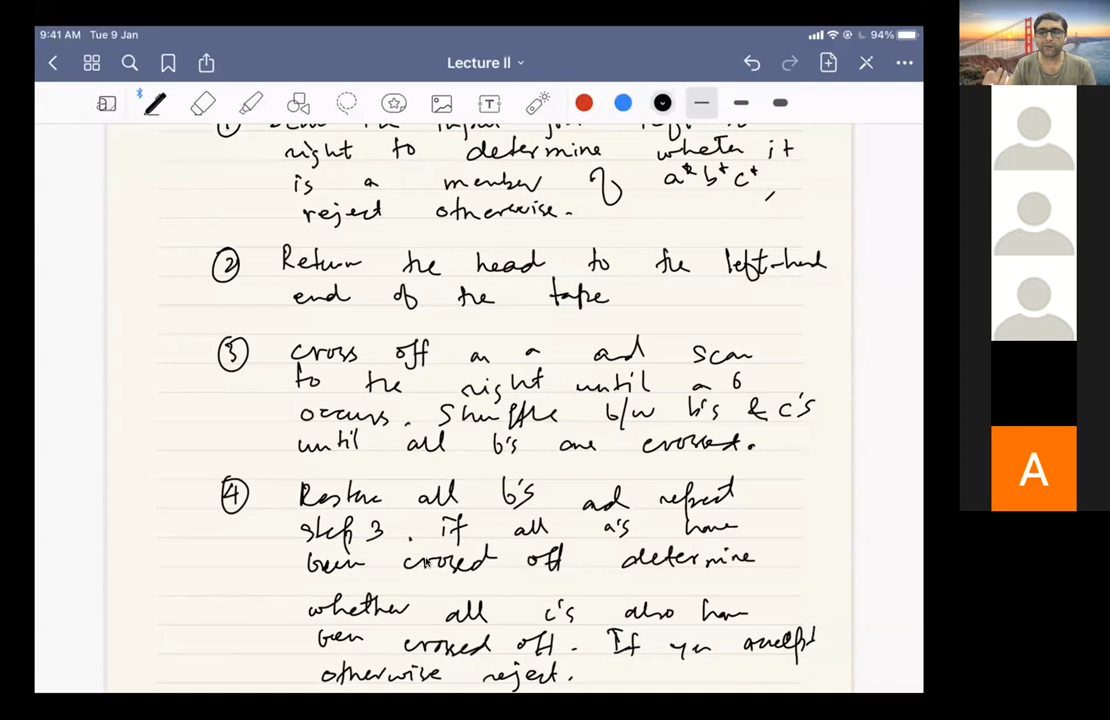 9:41 AM Tue 9 Jan
94%
Lecture II
T
right to determine wheter it
is a member of a* b* c*,
reject otherwise.
② Return the head to the left-hand
end of the tape
③ cross off an a and scan
to the right until a b
occurs. Shuffle b/w b's & c's
until all b's are crossed.
④ Restore all b's and repeat
step 3. if all a's have
been crossed off determine
whether all c's also have
been crossed off. If yes accept
otherwise reject.
A